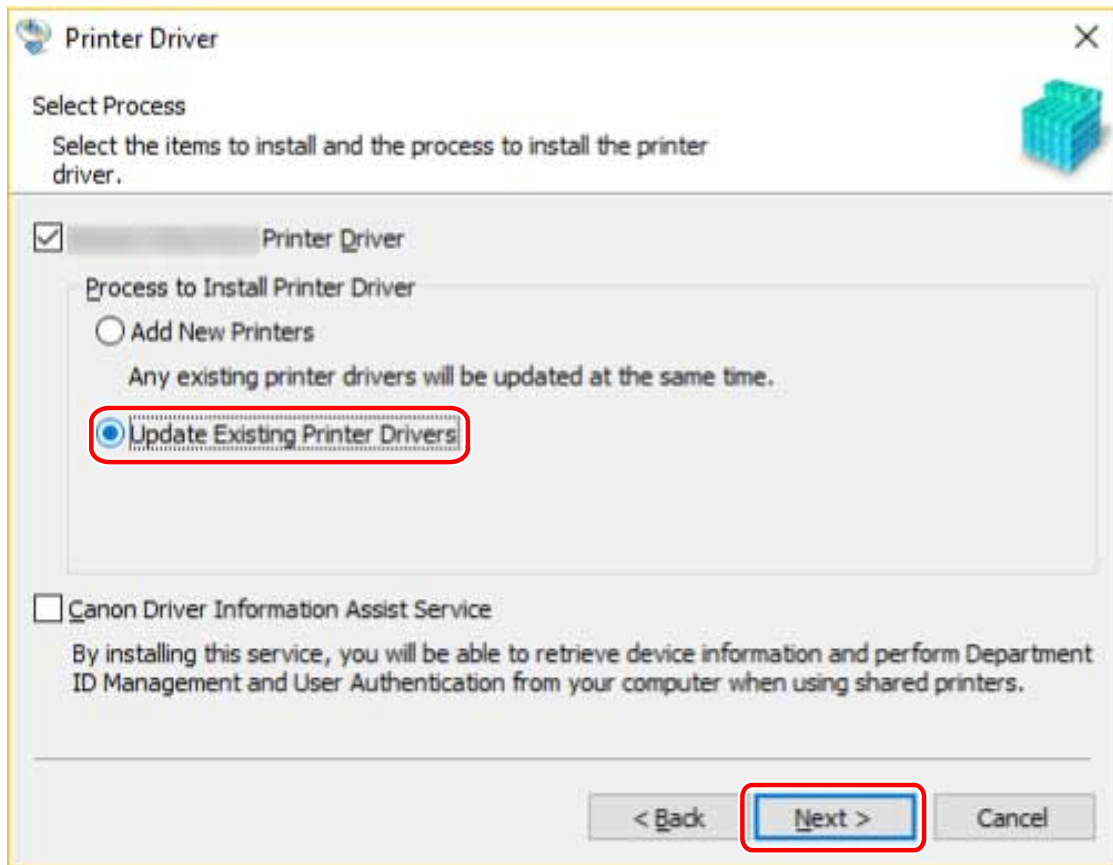 Printer Driver
Select Process
Select the items to install and the process to install the printer
driver.
Printer Driver
Process to Install Printer Driver
Add New Printers
Any existing printer drivers will be updated at the same time.
Update Existing Printer Drivers
Canon Driver Information Assist Service
By installing this service, you will be able to retrieve device information and perform Department
ID Management and User Authentication from your computer when using shared printers.
< Back
Next >
Cancel